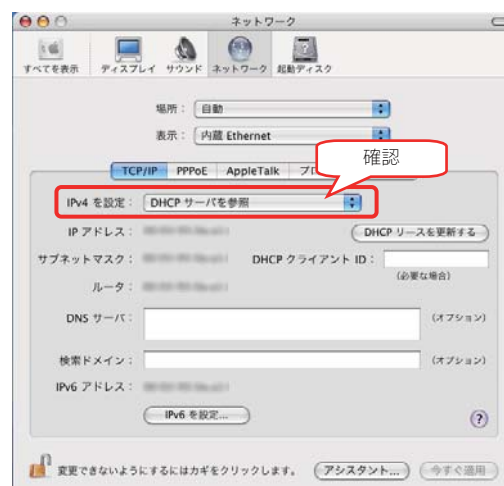 ネットワーク
すべてを表示 ディスプレイ サウンド ネットワーク 起動ディスク
場所： 自動
表示： 内蔵 Ethernet
確認
TCP/IP PPPoE AppleTalk プロ
IPv4 を設定： DHCP サーバを参照
IP アドレス： DHCP リースを更新する
サブネットマスク： DHCP クライアント ID：
（必要な場合）
ルータ：
DNS サーバ： （オプション）
検索ドメイン： （オプション）
IPv6 アドレス：
IPv6 を設定... ?
変更できないようにするにはカギをクリックします。 アシスタント... 今すぐ適用